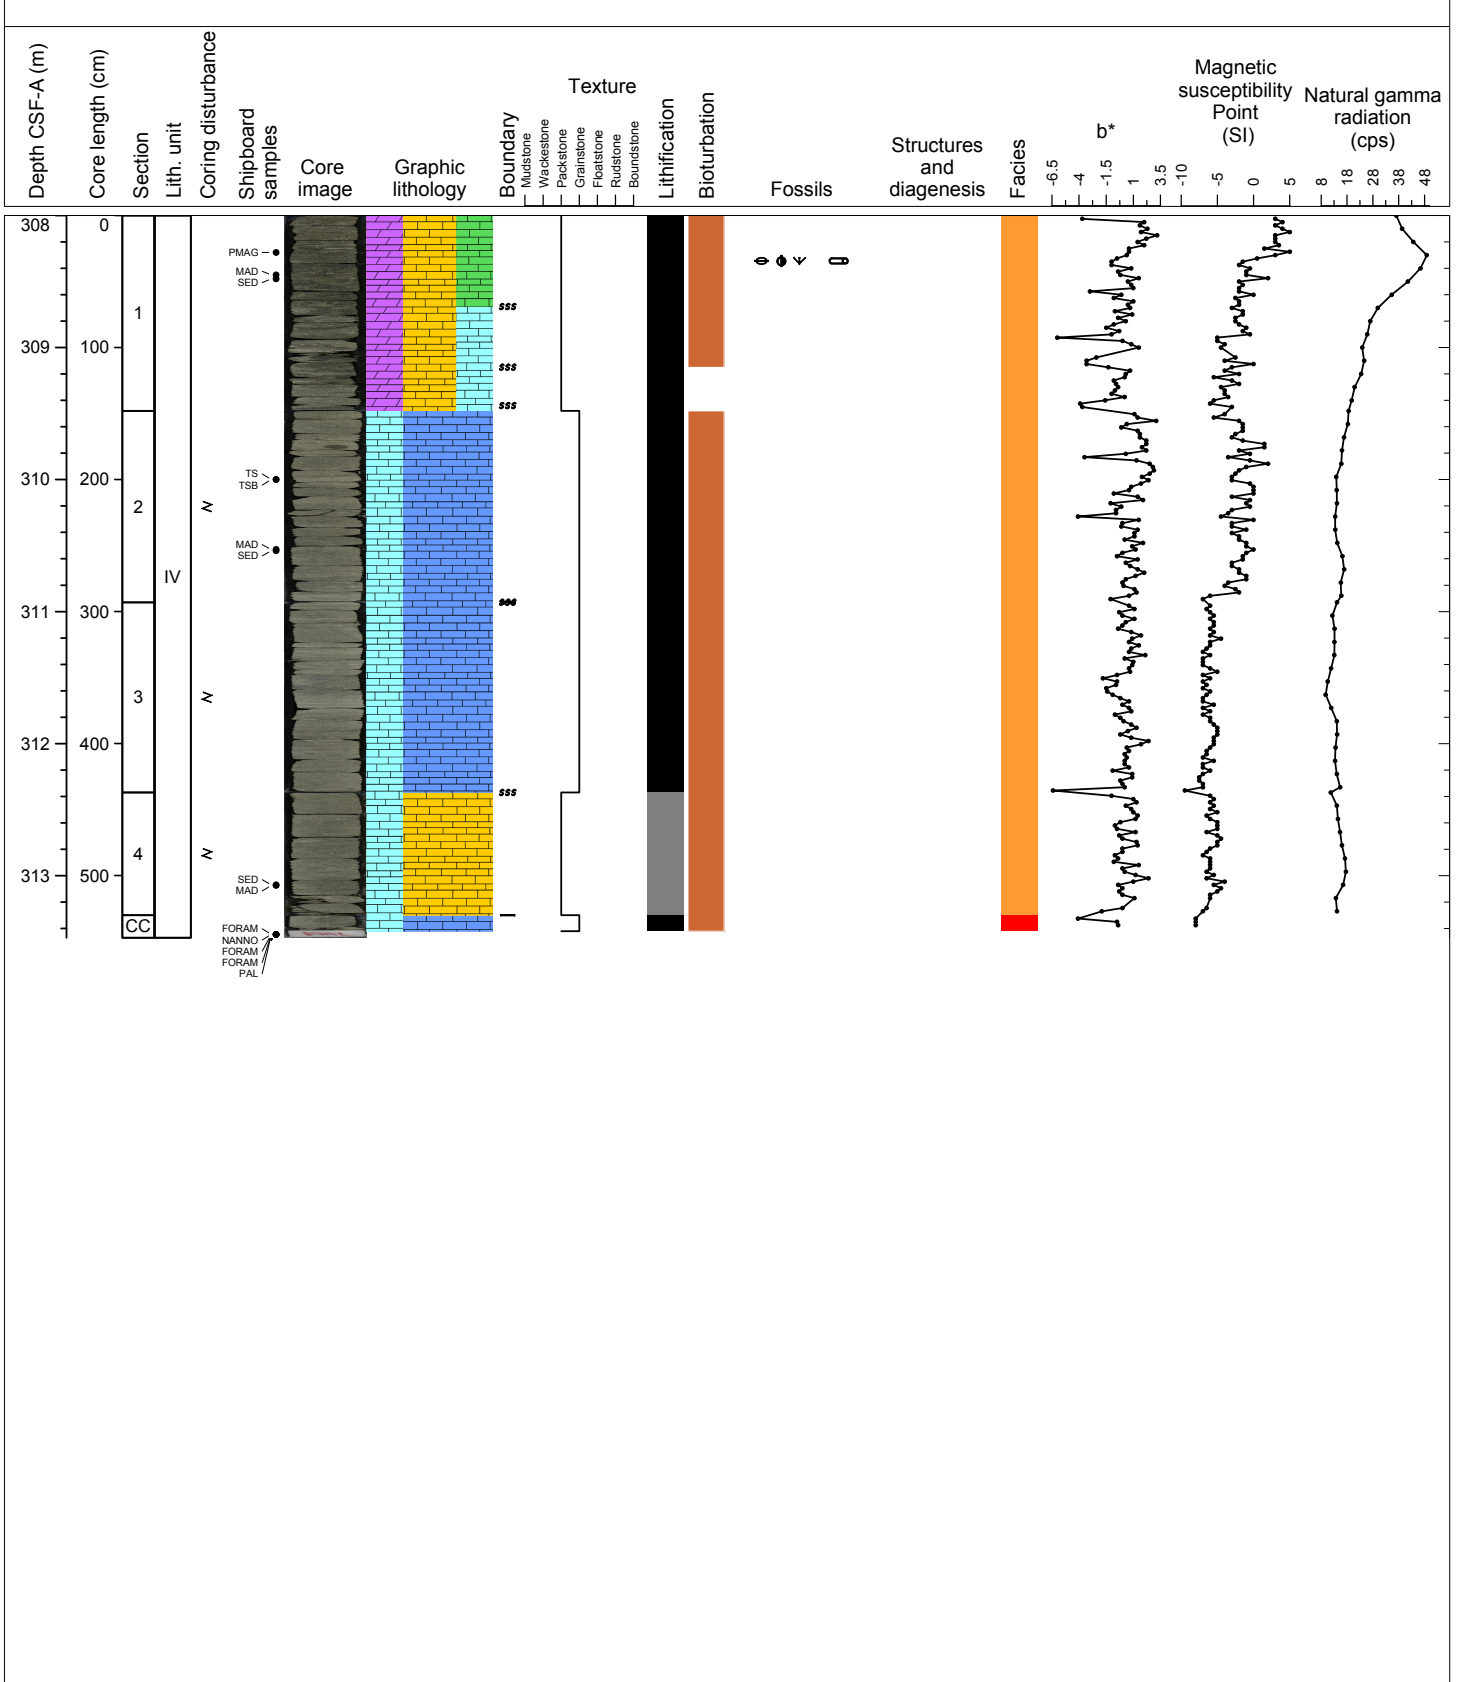 Depth CSF-A (m)
Core length (cm)
Section
Lith. unit
Coring disturbance
Shipboard
samples
Core
image
Graphic
lithology
Boundary
Texture
Mudstone
Wackestone
Packstone
Grainstone
Floatstone
Rudstone
Boundstone
Lithification
Bioturbation
Fossils
Structures
and
diagenesis
Facies
b*
-6.5 -4 -1.5 1 3.5
Magnetic
susceptibility
Point
(SI)
-10 -5 0 5
Natural gamma
radiation
(cps)
8 18 28 38 48
308
309
310
311
312
313
0
100
200
300
400
500
1
2
3
4
CC
IV
PMAG
MAD
SED
TS
TSB
MAD
SED
SED
MAD
FORAM
NANNO
FORAM
FORAM
PAL
sss
sss
sss
sss